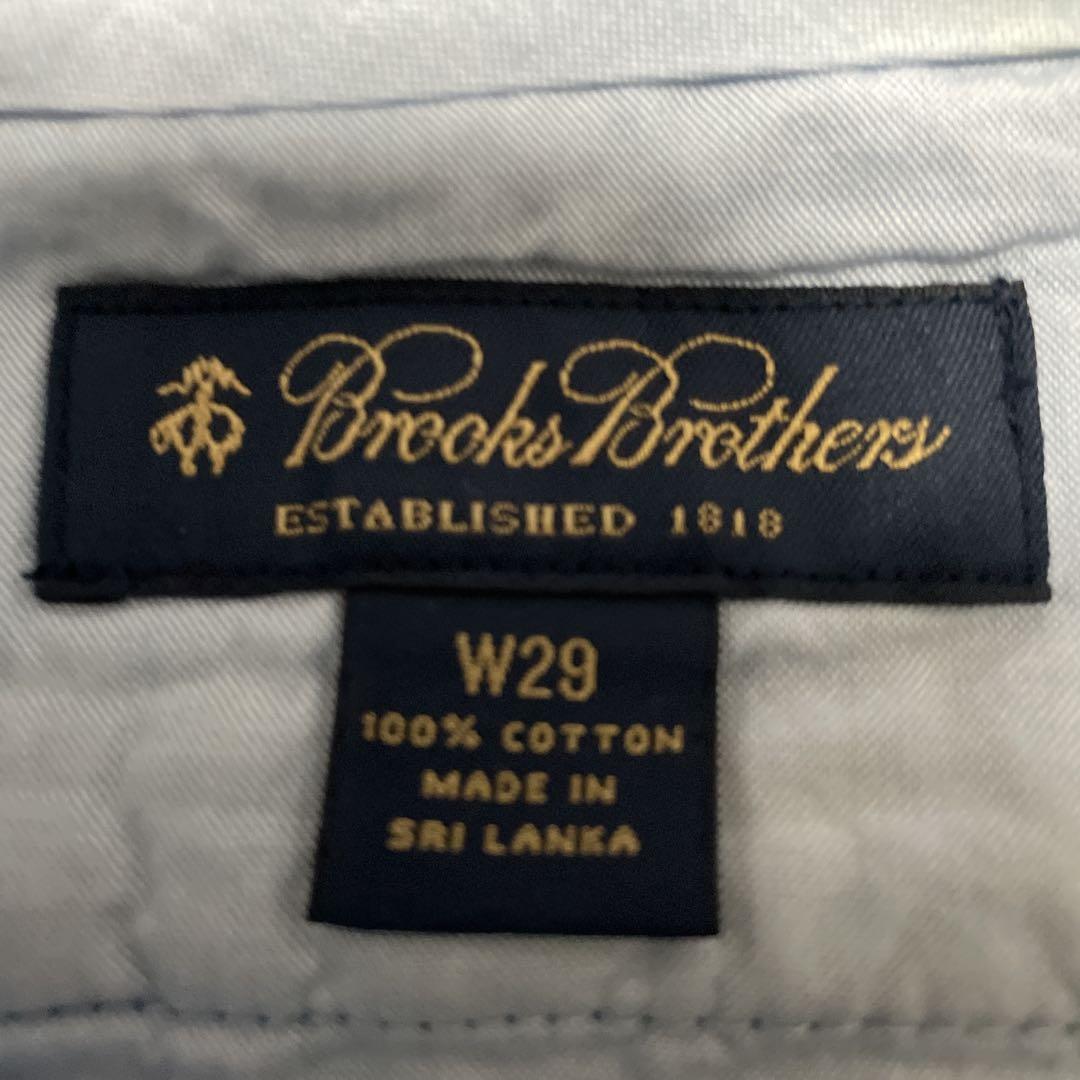 Brooks Brothers
ESTABLISHED 1818
W29
100% COTTON
MADE IN
SRI LANKA